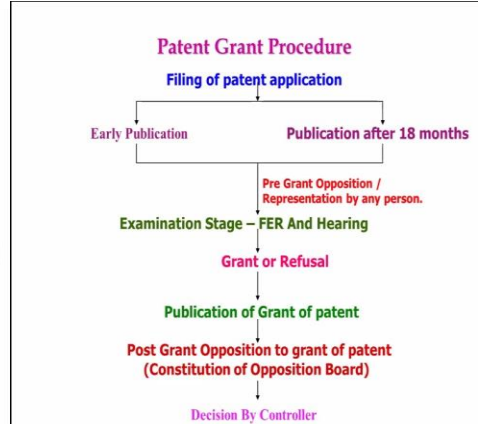 Patent Grant Procedure
Filing of patent application
Early Publication
Publication after 18 months
Pre Grant Opposition /
Representation by any person.
Examination Stage – FER And Hearing
Grant or Refusal
Publication of Grant of patent
Post Grant Opposition to grant of patent
(Constitution of Opposition Board)
Decision By Controller